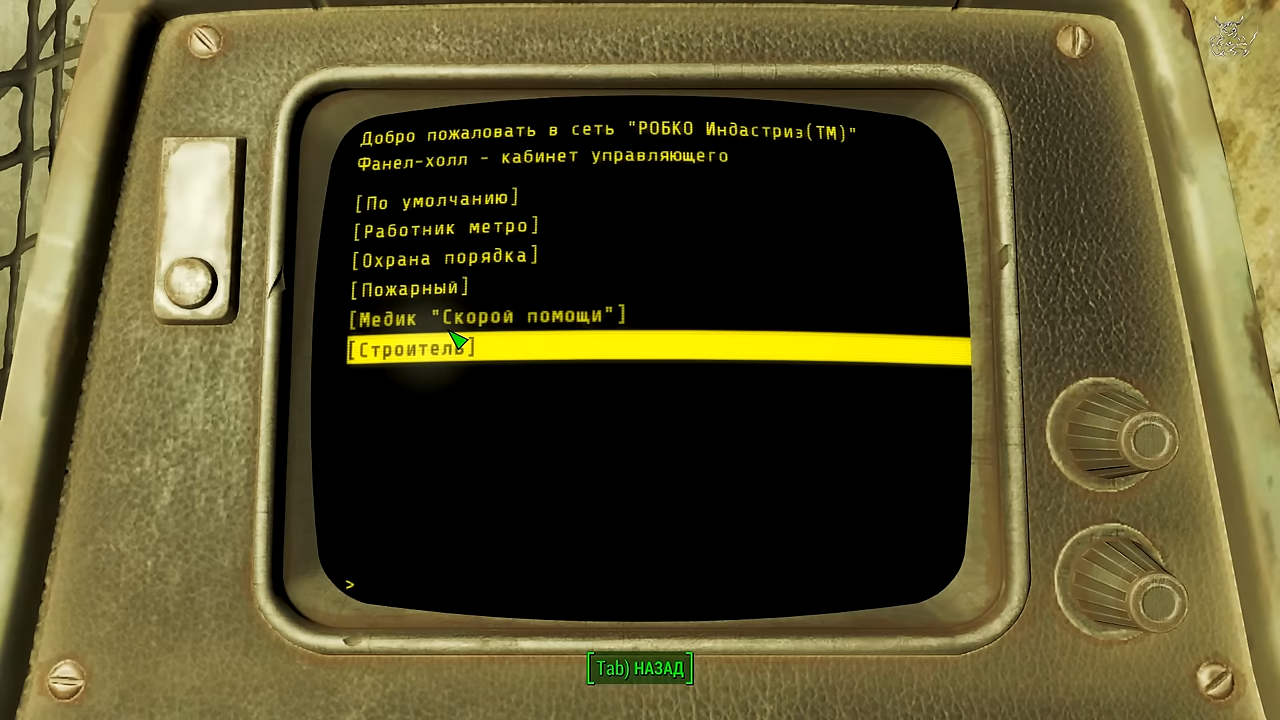 Добро пожаловать в сеть "РОБКО Индастриз(ТМ)"
Фанел-холл - кабинет управляющего
[По умолчанию]
[Работник метро]
[Охрана порядка]
[Пожарный]
[Медик "Скорой помощи"]
[Строитель]
>
[Tab) НАЗАД]